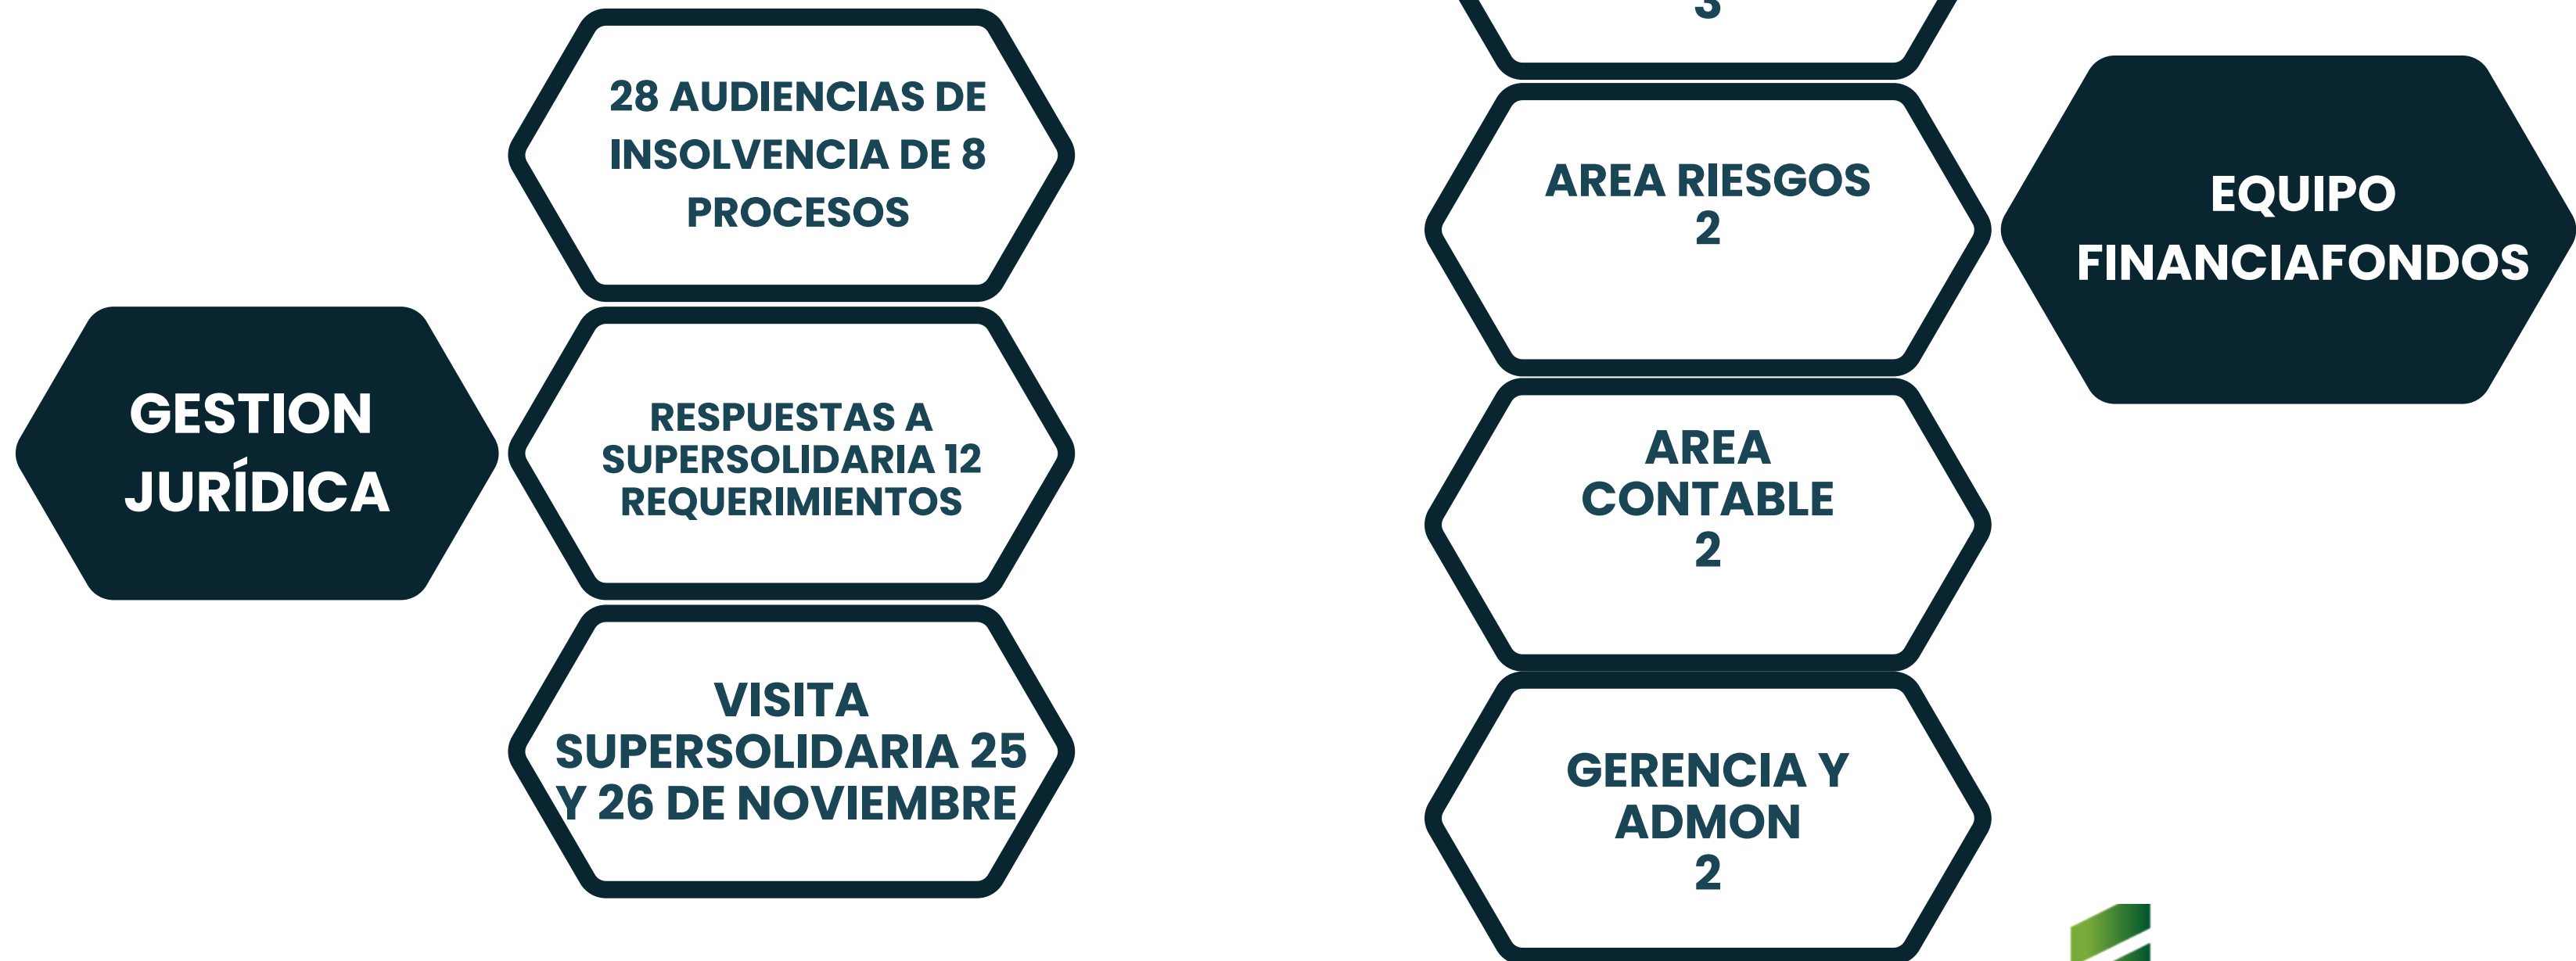 28 AUDIENCIAS DE
INSOLVENCIA DE 8
PROCESOS
GESTION
JURÍDICA
RESPUESTAS A
SUPERSOLIDARIA 12
REQUERIMIENTOS
VISITA
SUPERSOLIDARIA 25
Y 26 DE NOVIEMBRE
3
AREA RIESGOS
2
EQUIPO
FINANCIAFONDOS
AREA
CONTABLE
2
GERENCIA Y
ADMON
2